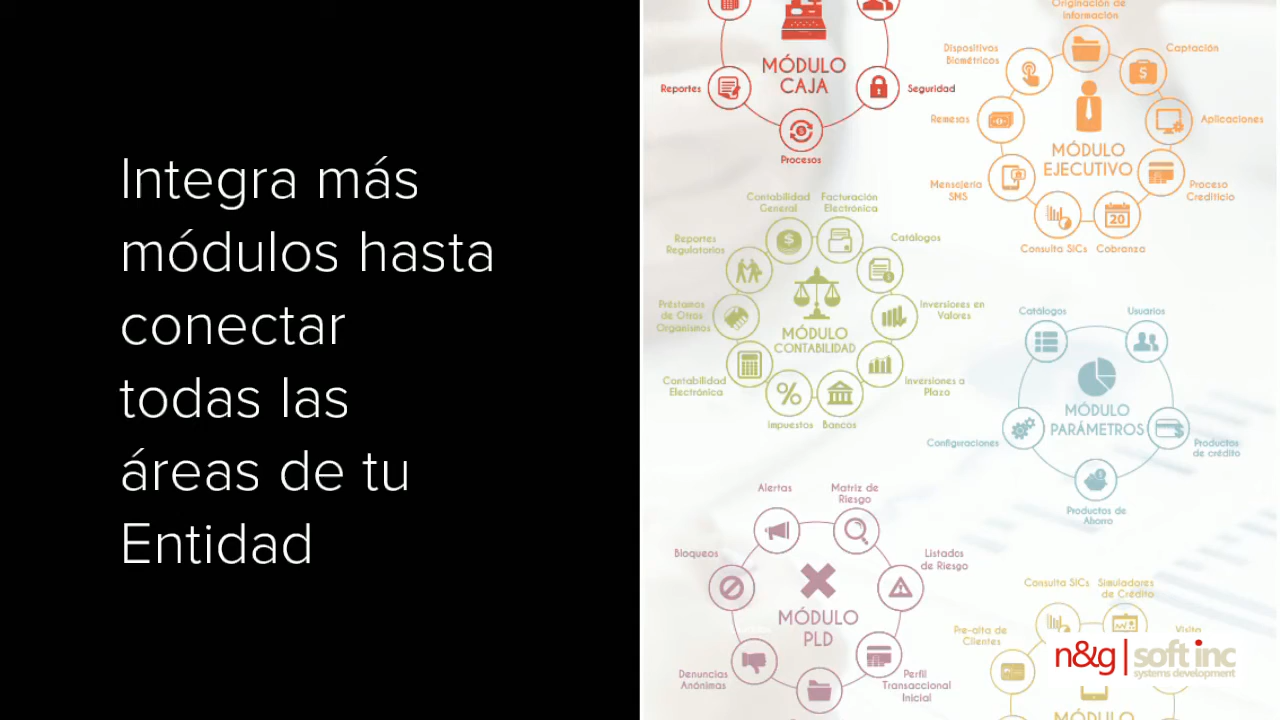 Integra más
módulos hasta
conectar
todas las
áreas de tu
Entidad
MÓDULO
CAJA
Reportes
Seguridad
Procesos
Originación de
Información
Dispositivos
Biométricos
Captación
Remesas
Aplicaciones
MÓDULO
EJECUTIVO
Mensajería
SMS
Proceso
Crediticio
20
Consulta SICs
Cobranza
Contabilidad
General
Facturación
Electrónica
Reportes
Regulatorios
Catálogos
Préstamos
de Otros
Organismos
Inversiones en
Valores
MÓDULO
CONTABILIDAD
Contabilidad
Electrónica
Inversiones a
Plazo
Impuestos
Bancos
Catálogos
Usuarios
MÓDULO
PARÁMETROS
Configuraciones
Productos
de crédito
Productos de
Ahorro
Alertas
Matriz de
Riesgo
Bloqueos
Listados
de Riesgo
MÓDULO
PLD
Denuncias
Anónimas
Perfil
Transaccional
Inicial
Consulta SICs
Simuladores
de Crédito
Pre-alta de
Clientes
Visita
MÓDULO
n&g | soft inc
systems development